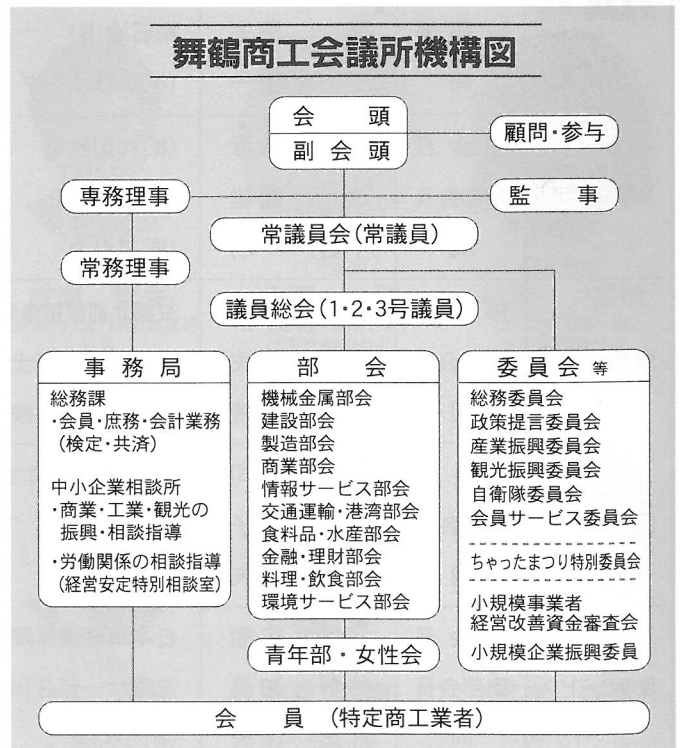 舞鶴商工会議所機構図
会頭
副会頭
顧問・参与
専務理事
監事
常議員会(常議員)
常務理事
議員総会(1・2・3号議員)
事務局
総務課
・会員・庶務・会計業務
(検定・共済)
中小企業相談所
・商業・工業・観光の
振興・相談指導
・労働関係の相談指導
(経営安定特別相談室)
部会
機械金属部会
建設部会
製造部会
商業部会
情報サービス部会
交通運輸・港湾部会
食料品・水産部会
金融・理財部会
料理・飲食部会
環境サービス部会
青年部・女性会
委員会等
総務委員会
政策提言委員会
産業振興委員会
観光振興委員会
自衛隊委員会
会員サービス委員会
ちゃったまつり特別委員会
小規模事業者
経営改善資金審査会
小規模企業振興委員
会員(特定商工業者)